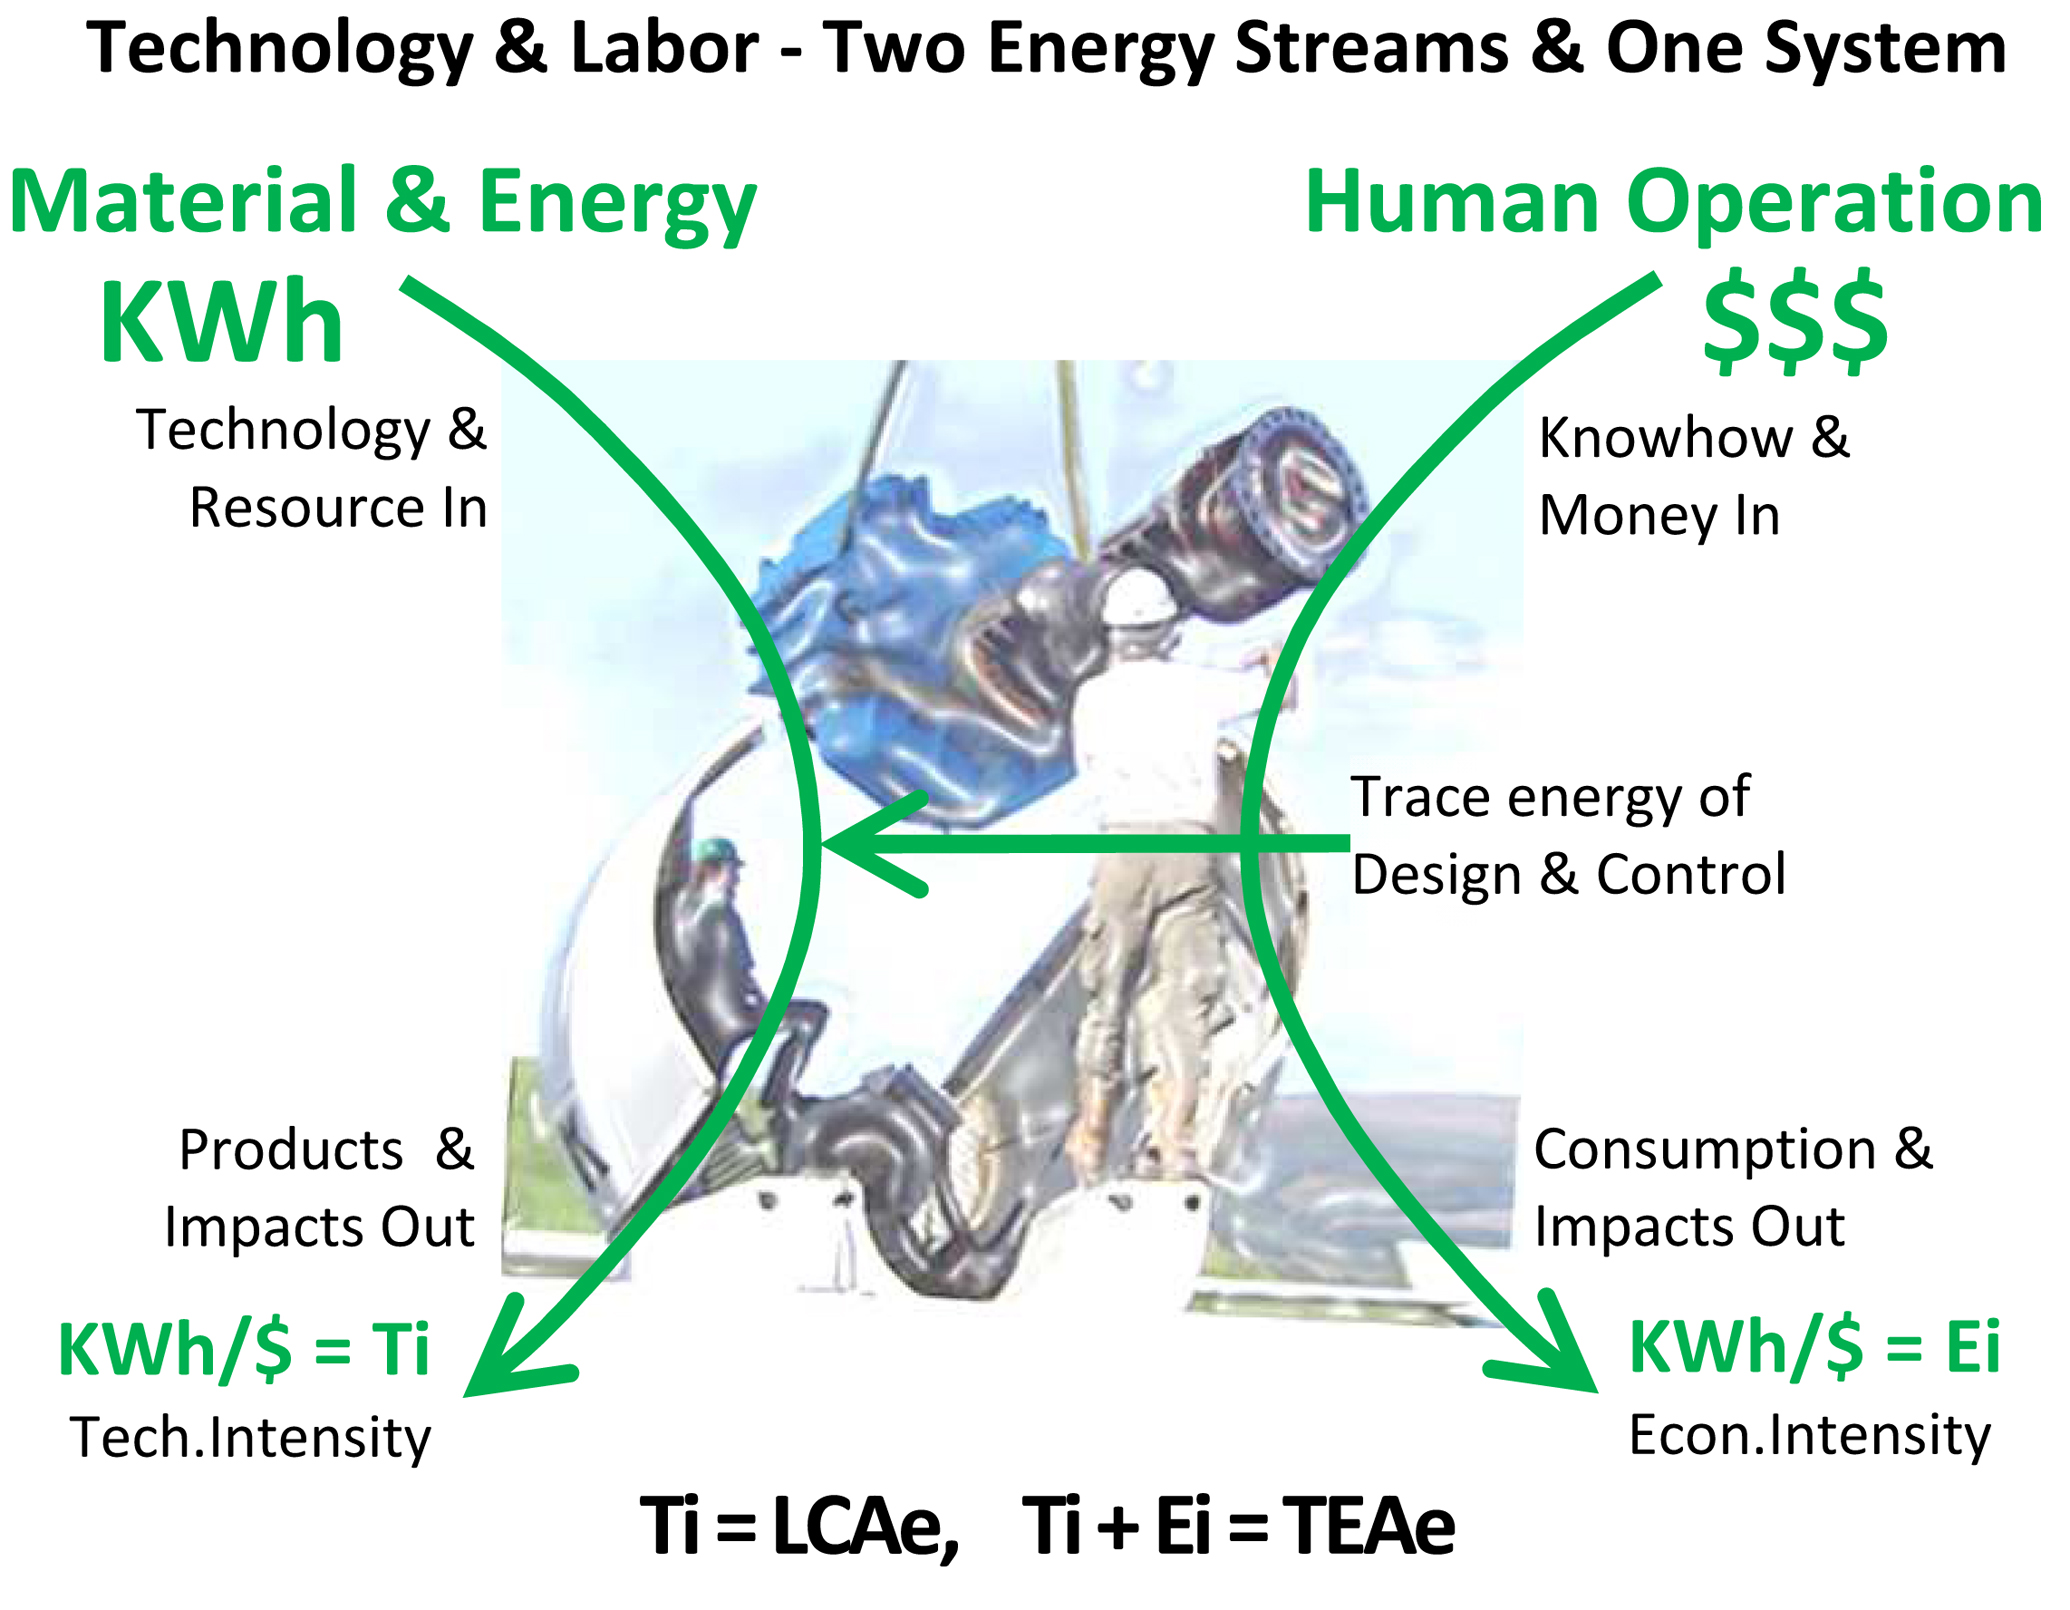 Technology & Labor - Two Energy Streams & One System
Material & Energy
KWh
Technology &
Resource In
Human Operation
$$$
Knowhow &
Money In
Trace energy of
Design & Control
Products &
Impacts Out
KWh/$ = Ti
Tech.Intensity
Consumption &
Impacts Out
KWh/$ = Ei
Econ.Intensity
Ti = LCAe, Ti + Ei = TEAe